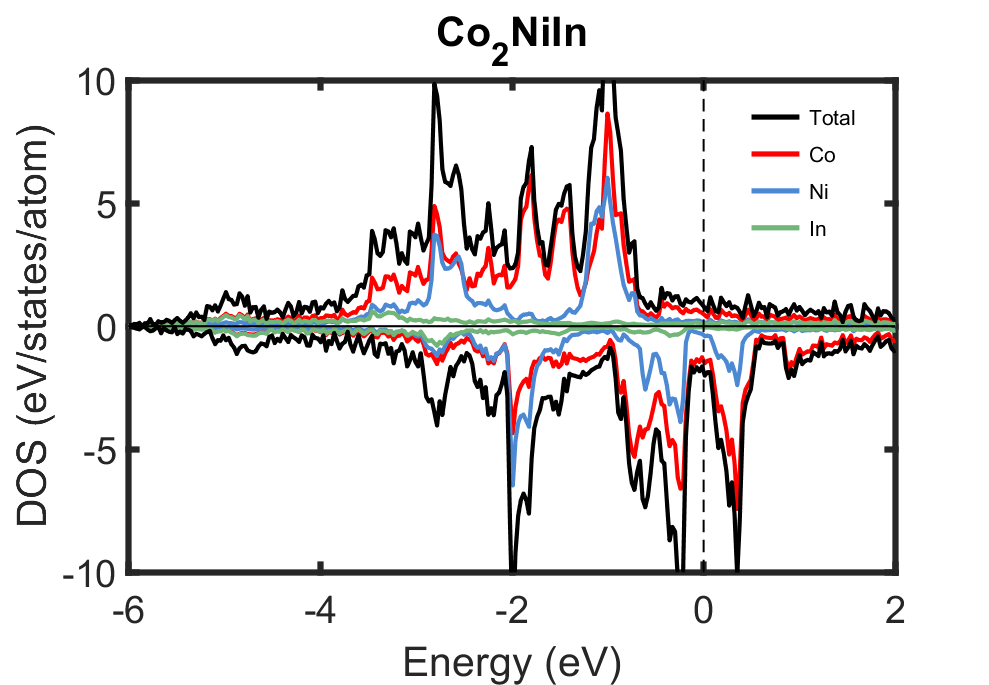 Co₂NiIn
10
5
0
-5
-10
DOS (eV/states/atom)
Total
Co
Ni
In
-6 -4 -2 0 2
Energy (eV)